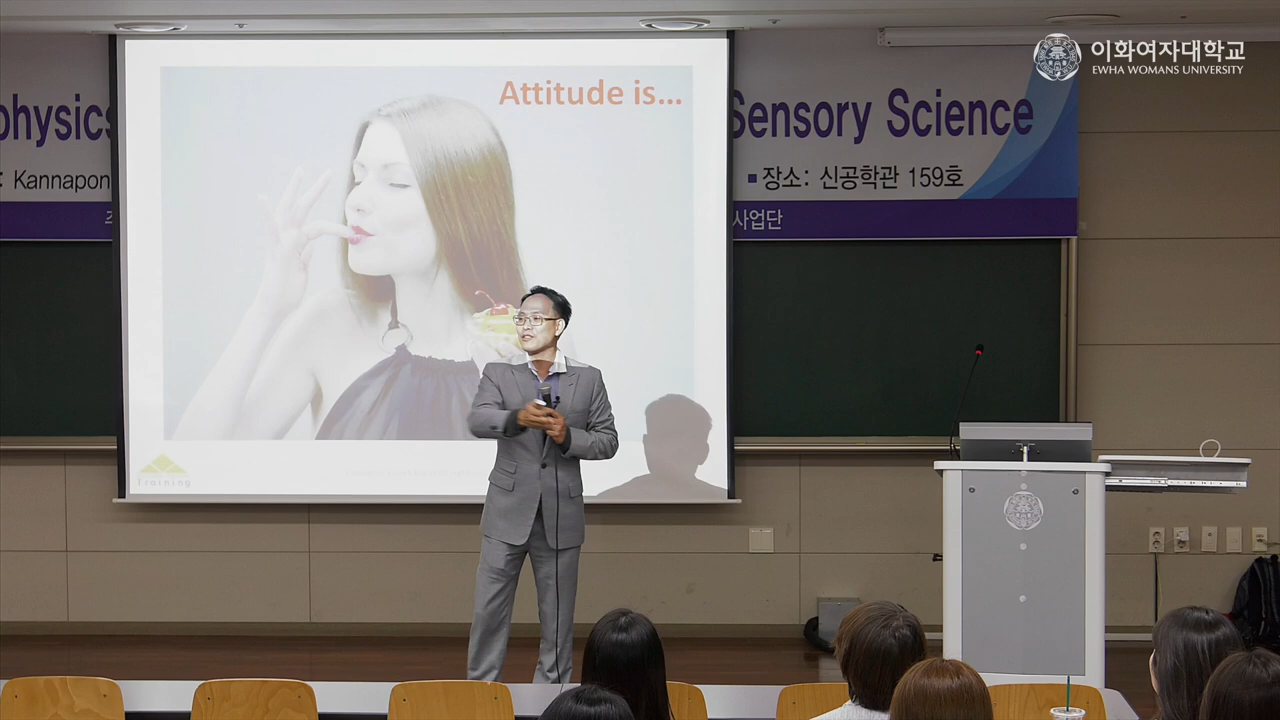 이화여자대학교
EWHA WOMANS UNIVERSITY
Attitude is...
physics
Sensory Science
: Kannapon
■ 장소: 신공학관 159호
사업단
Training